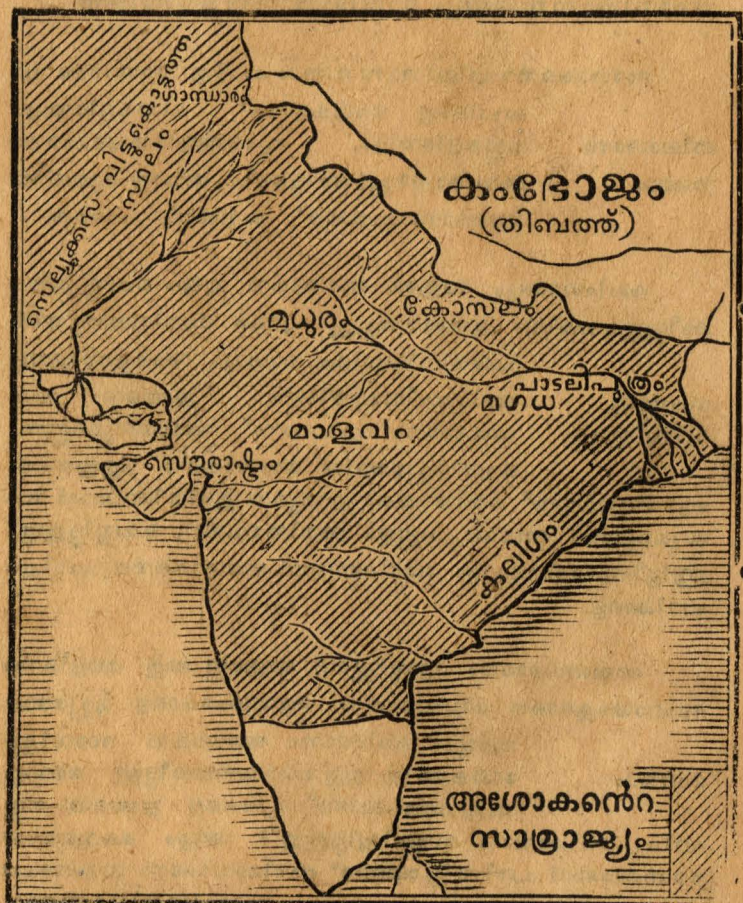 സെല്യൂക്കസ് വിട്ടുകൊടുത്ത
സ്ഥലം
ഗാന്ധാരം
കംഭോജം
(തിബത്ത്)
മധുരം
കോസലം
പാടലിപുത്രം
മഗധ
മാളവം
സൌരാഷ്ട്രം
കലിഗം
അശോകൻെറ
സാമ്രാജ്യം